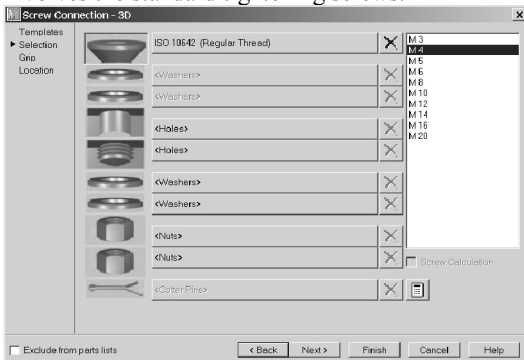 Screw Connection - 3D
x
Templates
Selection
Grip
Location
ISO 10642 (Regular Thread)
<Washers>
<Washers>
<Holes>
<Holes>
<Washers>
<Washers>
<Nuts>
<Nuts>
<Cotter Pins>
M 3
M 4
M 5
M 6
M 8
M 10
M 12
M 14
M 16
M 20
Screw Calculation
Exclude from parts lists
< Back
Next >
Finish
Cancel
Help